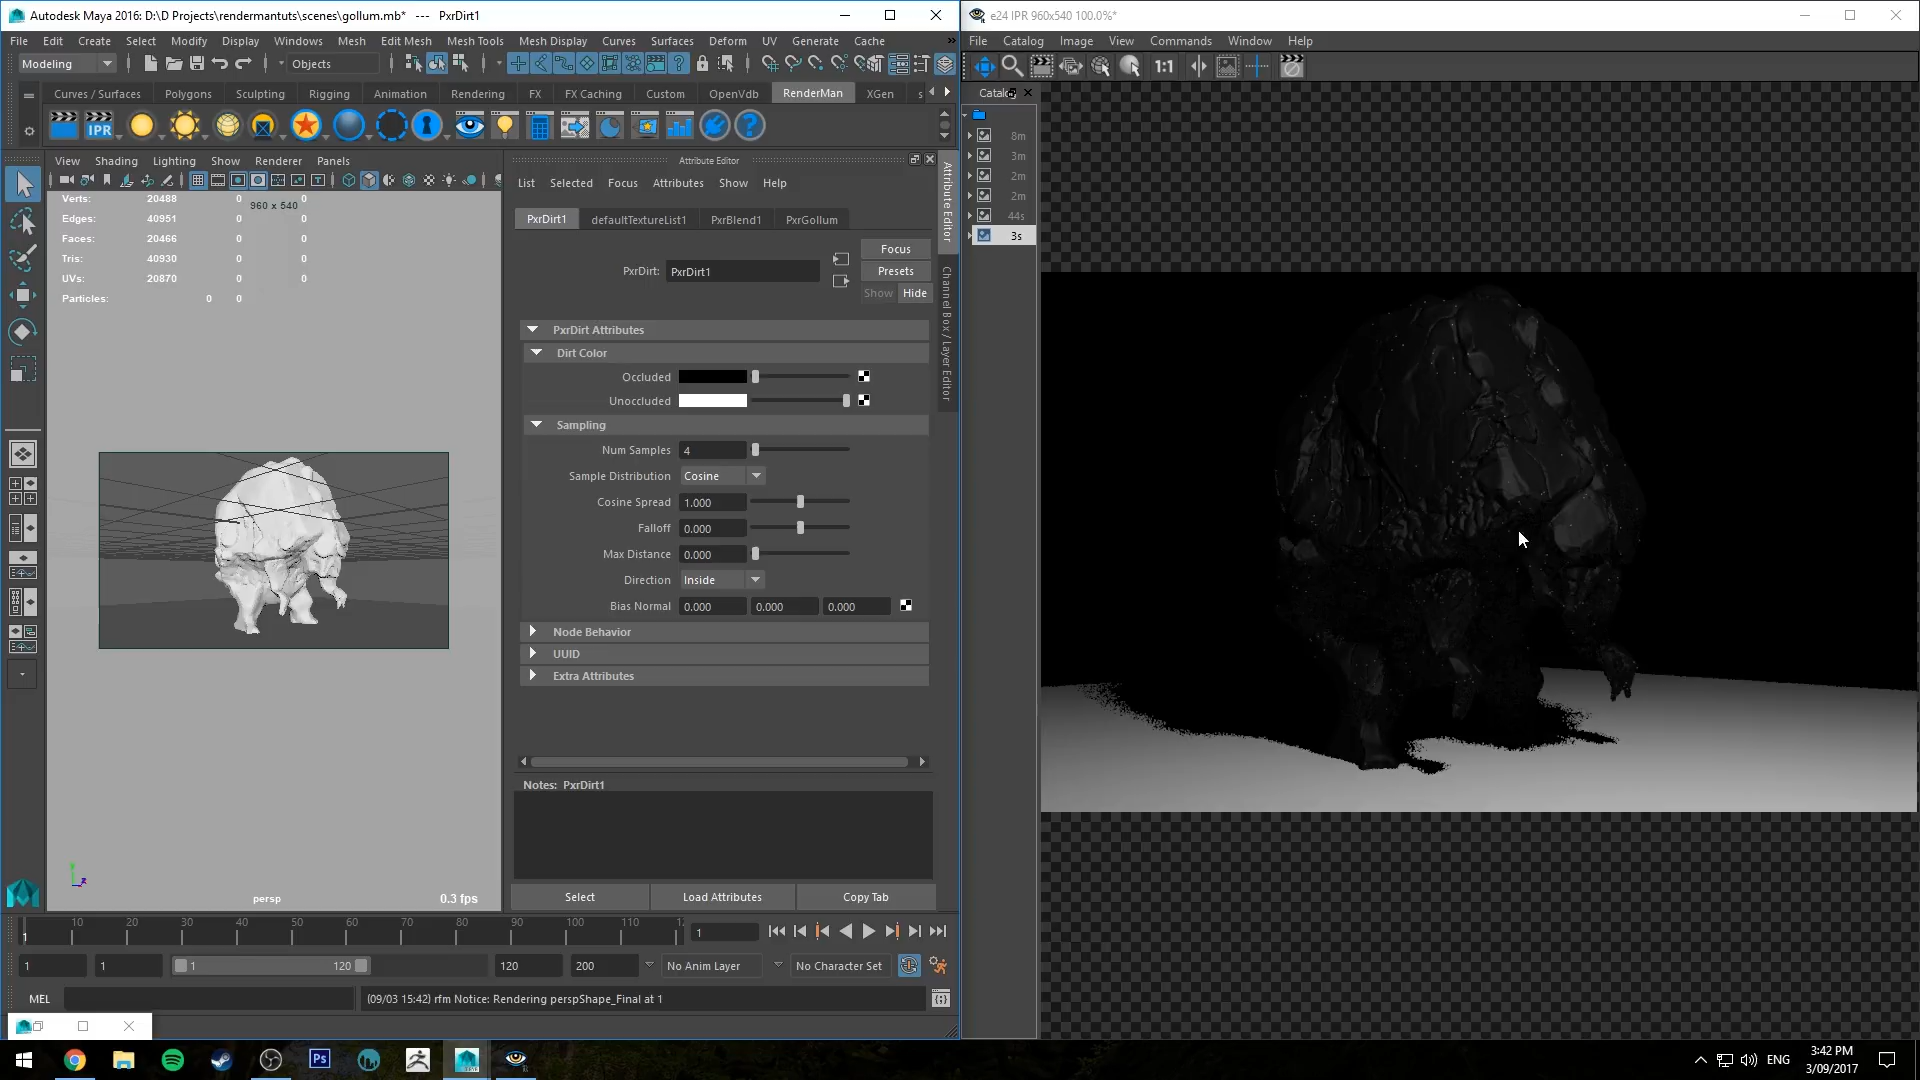 Autodesk Maya 2016: D:\D Projects\rendermantuts\scenes\gollum.mb* --- PxrDirt1
File Edit Create Select Modify Display Windows Mesh Edit Mesh Mesh Tools Mesh Display Curves Surfaces Deform UV Generate Cache
Modeling Objects
Curves / Surfaces Polygons Sculpting Rigging Animation Rendering FX FX Caching Custom OpenVdb RenderMan XGen s
IPR
View Shading Lighting Show Renderer Panels
Verts: 20488 0 0
960 x 540
Edges: 40951 0 0
Faces: 20466 0 0
Tris: 40930 0 0
UVs: 20870 0 0
Particles: 0 0
persp 0.3 fps
Attribute Editor
List Selected Focus Attributes Show Help
PxrDirt1 defaultTextureList1 PxrBlend1 PxrGollum
Focus
PxrDirt: PxrDirt1 Presets
Show Hide
PxrDirt Attributes
Dirt Color
Occluded
Unoccluded
Sampling
Num Samples 4
Sample Distribution Cosine
Cosine Spread 1.000
Falloff 0.000
Max Distance 0.000
Direction Inside
Bias Normal 0.000 0.000 0.000
Node Behavior
UUID
Extra Attributes
Notes: PxrDirt1
Select Load Attributes Copy Tab
Attribute Editor
Channel Box / Layer Editor
1 10 20 30 40 50 60 70 80 90 100 110 12 1
1 1 1 120 120 200 No Anim Layer No Character Set
MEL (09/03 15:42) rfm Notice: Rendering perspShape_Final at 1
e24 IPR 960x540 100.0%*
File Catalog Image View Commands Window Help
1:1
Catalog
8m
3m
2m
2m
44s
3s
Ps
ENG 3:42 PM
3/09/2017